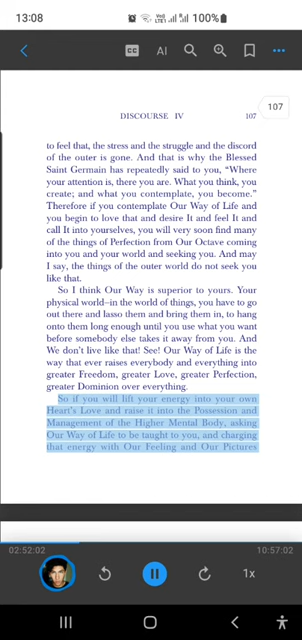 13:08
100%
CC
AI
107
DISCOURSE IV 107
to feel that, the stress and the struggle and the discord
of the outer is gone. And that is why the Blessed
Saint Germain has repeatedly said to you, “Where
your attention is, there you are. What you think, you
create; and what you contemplate, you become.”
Therefore if you contemplate Our Way of Life and
you begin to love that and desire It and feel It and
call It into yourselves, you will very soon find many
of the things of Perfection from Our Octave coming
into you and your world and seeking you. And may
I say, the things of the outer world do not seek you
like that.
So I think Our Way is superior to yours. Your
physical world–in the world of things, you have to go
out there and lasso them and bring them in, to hang
onto them long enough until you use what you want
before somebody else takes it away from you. And
We don't live like that! See! Our Way of Life is the
way that ever raises everybody and everything into
greater Freedom, greater Love, greater Perfection,
greater Dominion over everything.
So if you will lift your energy into your own
Heart's Love and raise it into the Possession and
Management of the Higher Mental Body, asking
Our Way of Life to be taught to you, and charging
that energy with Our Feeling and Our Pictures
02:52:02 10:57:02
1x